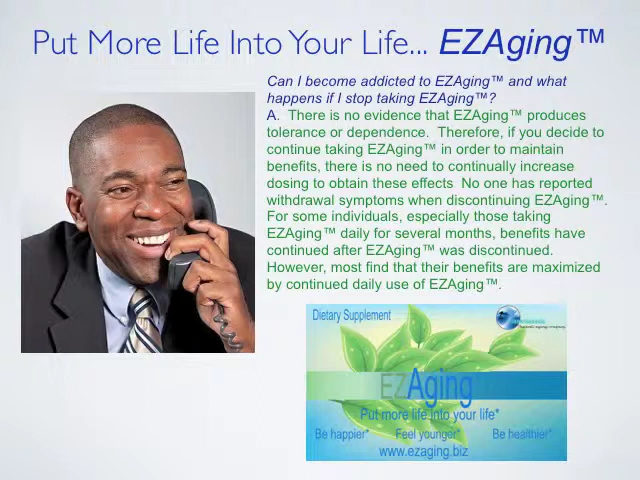 Put More Life Into Your Life... EZAging™
Can I become addicted to EZAging™ and what
happens if I stop taking EZAging™?
A.  There is no evidence that EZAging™ produces
tolerance or dependence.  Therefore, if you decide to
continue taking EZAging™ in order to maintain
benefits, there is no need to continually increase
dosing to obtain these effects  No one has reported
withdrawal symptoms when discontinuing EZAging™.
For some individuals, especially those taking
EZAging™ daily for several months, benefits have
continued after EZAging™ was discontinued.
However, most find that their benefits are maximized
by continued daily use of EZAging™.
Dietary Supplement
EZAging
Put more life into your life*
Be happier* Feel younger* Be healthier*
www.ezaging.biz